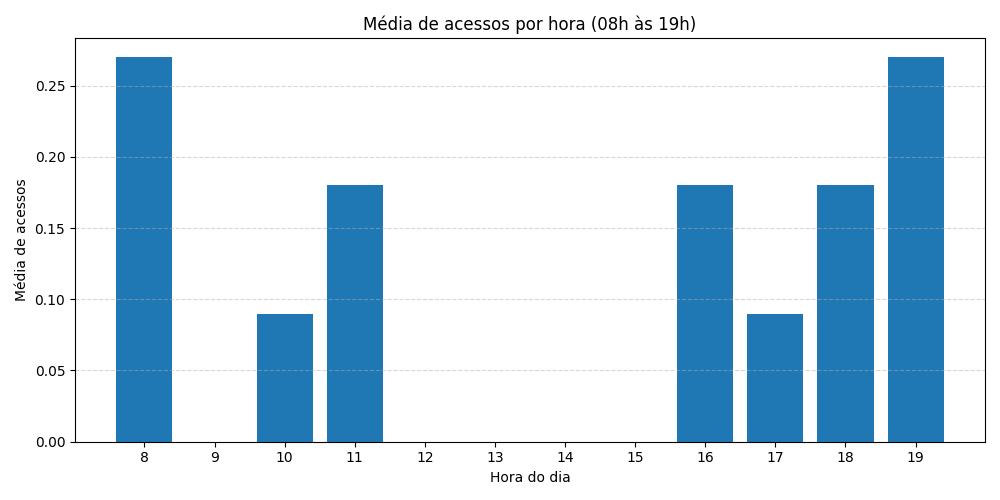 Média de acessos por hora (08h às 19h)
Média de acessos
0.25
0.20
0.15
0.10
0.05
0.00
8 9 10 11 12 13 14 15 16 17 18 19
Hora do dia